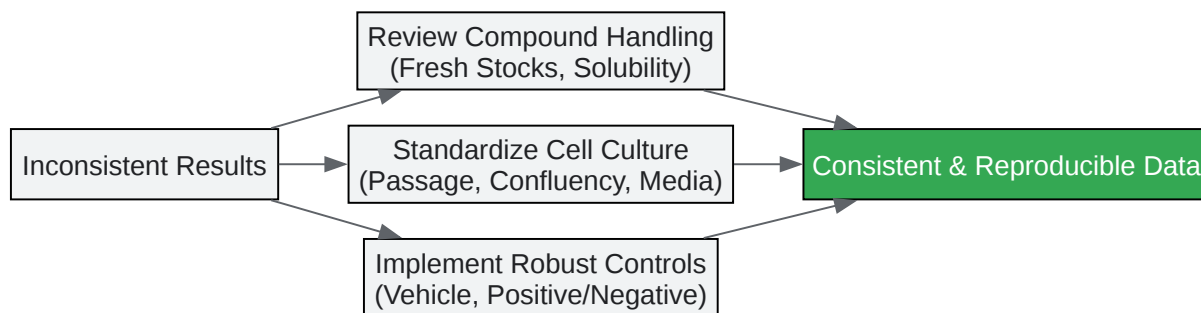 Review Compound Handling
(Fresh Stocks, Solubility)
Inconsistent Results
Standardize Cell Culture
(Passage, Confluency, Media)
Consistent & Reproducible Data
Implement Robust Controls
(Vehicle, Positive/Negative)